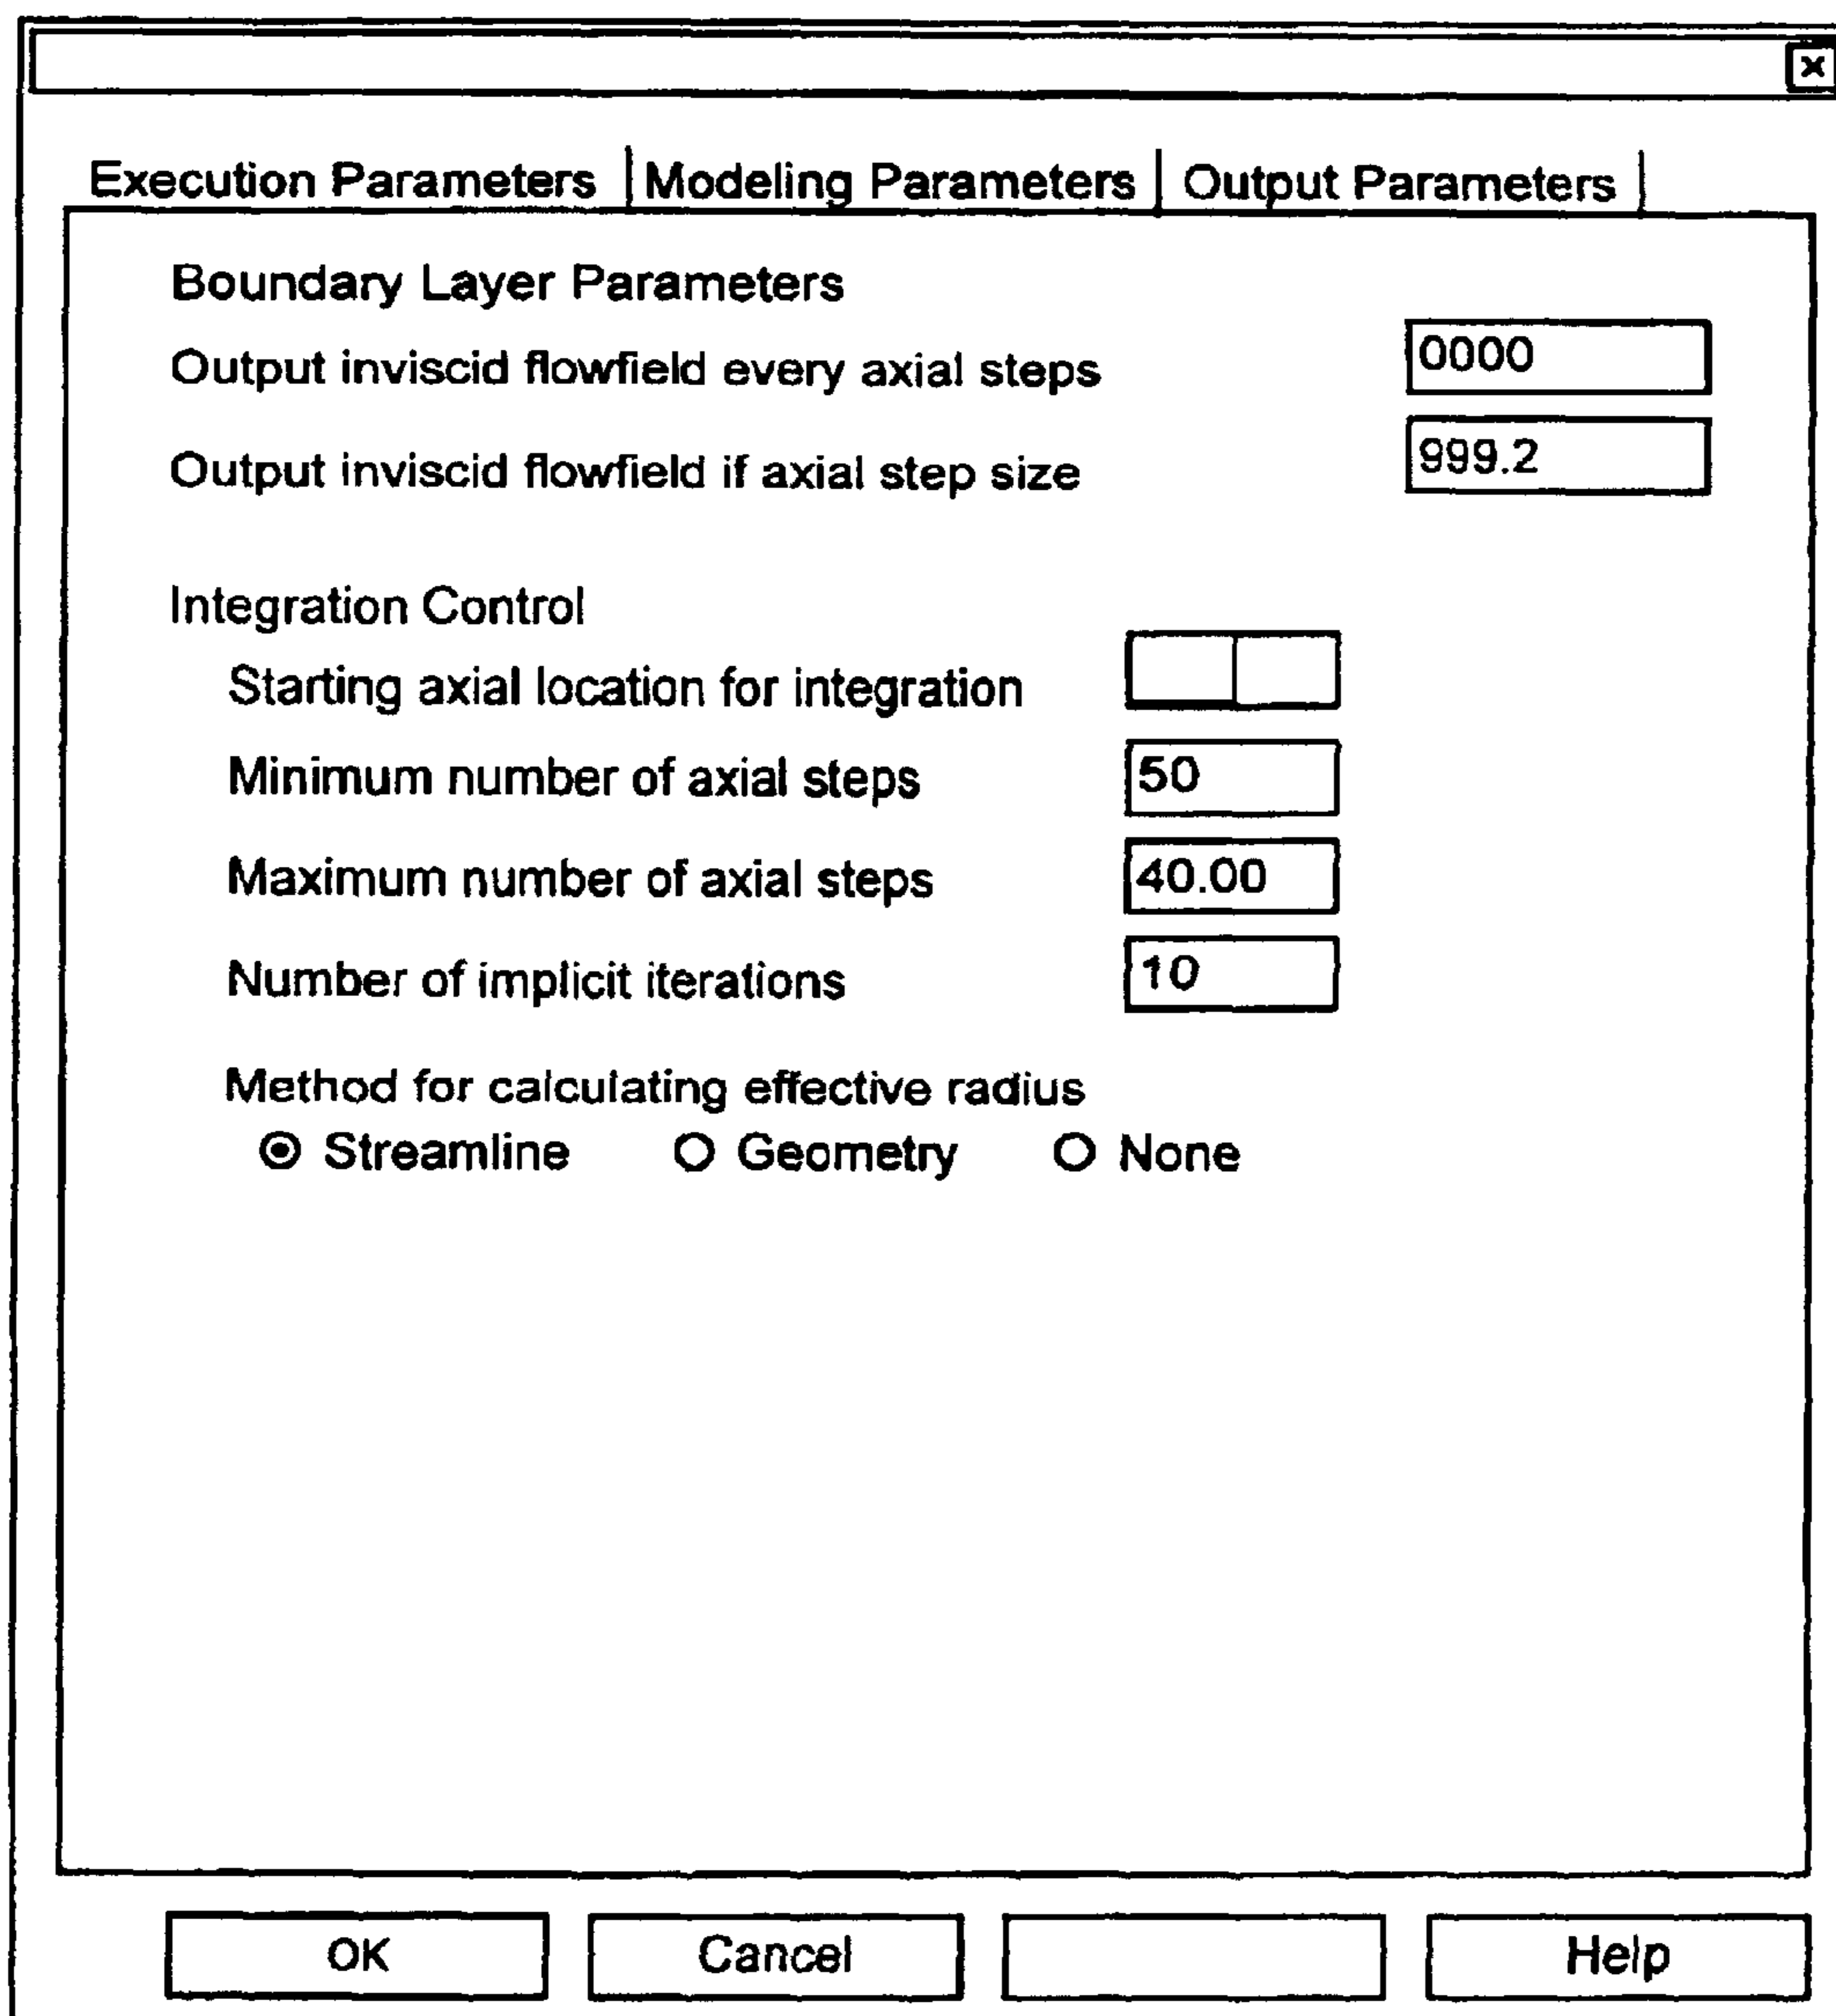 Execution Parameters Modeling Parameters Output Parameters
Boundary Layer Parameters
Output inviscid flowfield every axial steps 0000
Output inviscid flowfield if axial step size 999.2
Integration Control
Starting axial location for integration
Minimum number of axial steps 50
Maximum number of axial steps 40.00
Number of implicit iterations 10
Method for calculating effective radius
Streamline Geometry None
OK Cancel Help